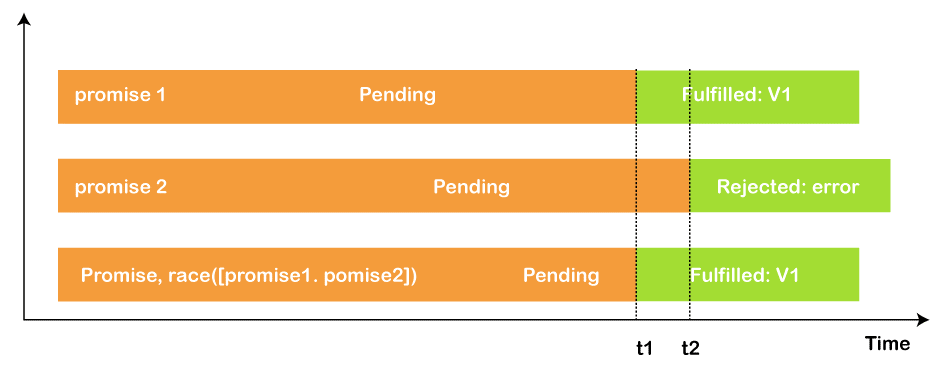 promise 1 Pending Fulfilled: V1
promise 2 Pending Rejected: error
Promise, race([promise1. pomise2]) Pending Fulfilled: V1
t1 t2 Time